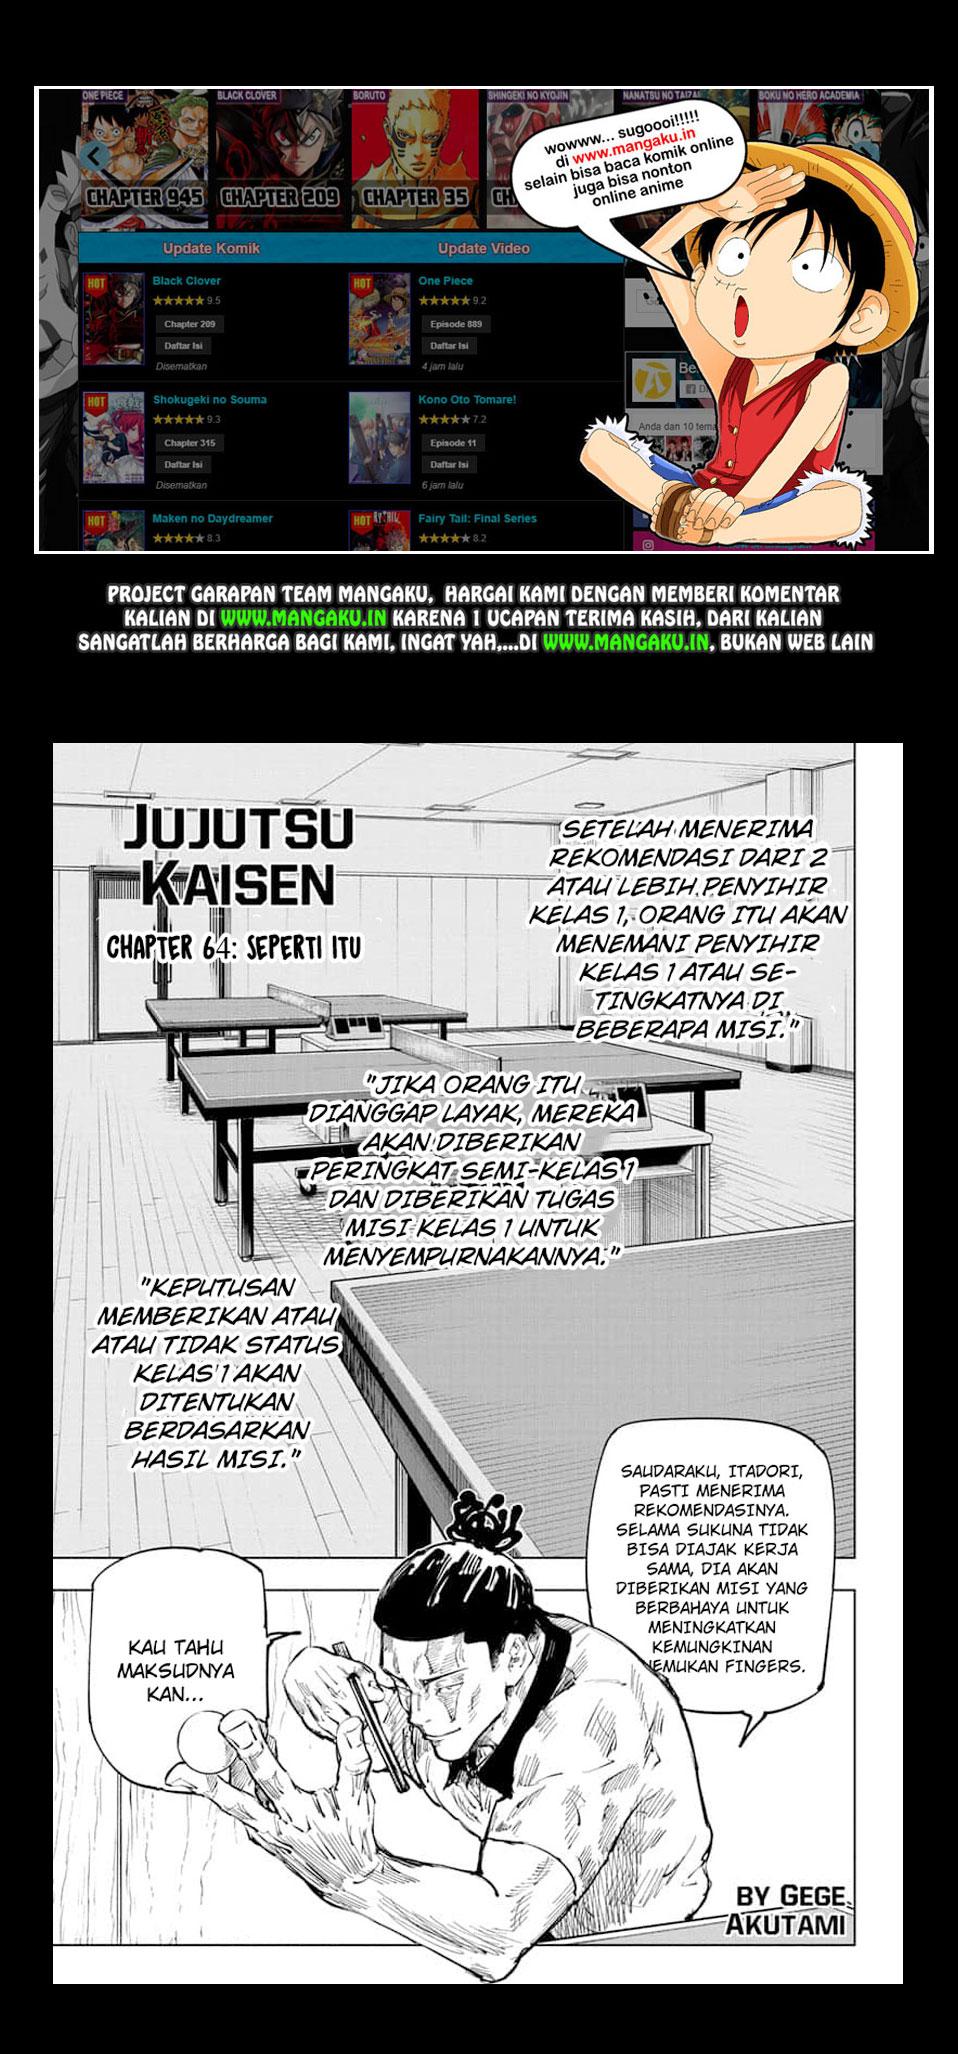 ONE PIECE
BLACK CLOVER
BORUTO
SHINGEKI NO KYOJIN
NANATSU NO TAIZAI
BOKU NO HERO ACADEMIA
CHAPTER 945
CHAPTER 209
CHAPTER 35
CH
wowww... sugoooi!!!!!
di www.mangaku.in
selain bisa baca komik online
juga bisa nonton
online anime
Update Komik
Update Video
HOT
Black Clover
9.5
Chapter 209
Daftar Isi
Disematkan
HOT
One Piece
9.2
Episode 889
Daftar Isi
4 jam lalu
HOT
Shokugeki no Souma
9.3
Chapter 315
Daftar Isi
Disematkan
Kono Oto Tomare!
7.2
Episode 11
Daftar Isi
6 jam lalu
HOT
Maken no Daydreamer
8.3
HOT
Fairy Tail: Final Series
8.2
Be
Anda dan 10 tema
PROJECT GARAPAN TEAM MANGAKU, HARGAI KAMI DENGAN MEMBERI KOMENTAR
KALIAN DI WWW.MANGAKU.IN KARENA 1 UCAPAN TERIMA KASIH, DARI KALIAN
SANGATLAH BERHARGA BAGI KAMI, INGAT YAH,...DI WWW.MANGAKU.IN, BUKAN WEB LAIN
JUJUTSU
KAISEN
CHAPTER 64: SEPERTI ITU
SETELAH MENERIMA
REKOMENDASI DARI 2
ATAU LEBIH PENYIHIR
KELAS 1, ORANG ITU AKAN
MENEMANI PENYIHIR
KELAS 1 ATAU SE-
TINGKATNYA DI
BEBERAPA MISI."
"JIKA ORANG ITU
DIANGGAP LAYAK, MEREKA
AKAN DIBERIKAN
PERINGKAT SEMI-KELAS 1
DAN DIBERIKAN TUGAS
MISI KELAS 1 UNTUK
MENYEMPURNAKANNYA."
"KEPUTUSAN
MEMBERIKAN ATAU
ATAU TIDAK STATUS
KELAS 1 AKAN
DITENTUKAN
BERDASARKAN
HASIL MISI."
SAUDARAKU, ITADORI,
PASTI MENERIMA
REKOMENDASINYA.
SELAMA SUKUNA TIDAK
BISA DIAJAK KERJA
SAMA, DIA AKAN
DIBERIKAN MISI YANG
BERBAHAYA UNTUK
MENINGKATKAN
KEMUNGKINAN
NEMUKAN FINGERS.
KAU TAHU
MAKSUDNYA
KAN...
BY GEGE
AKUTAMI